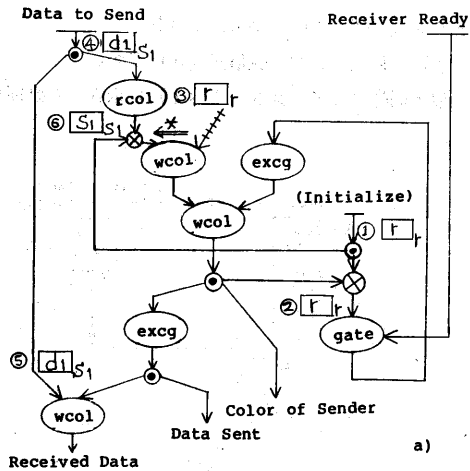 Data to Send
Receiver Ready
④ d1 S1
rcol
③ r r
⑥ S1 S1
*
wcol
excg
(Initialize)
wcol
① r r
② r r
excg
gate
⑤ d1 S1
wcol
Color of Sender
Data Sent
Received Data
a)